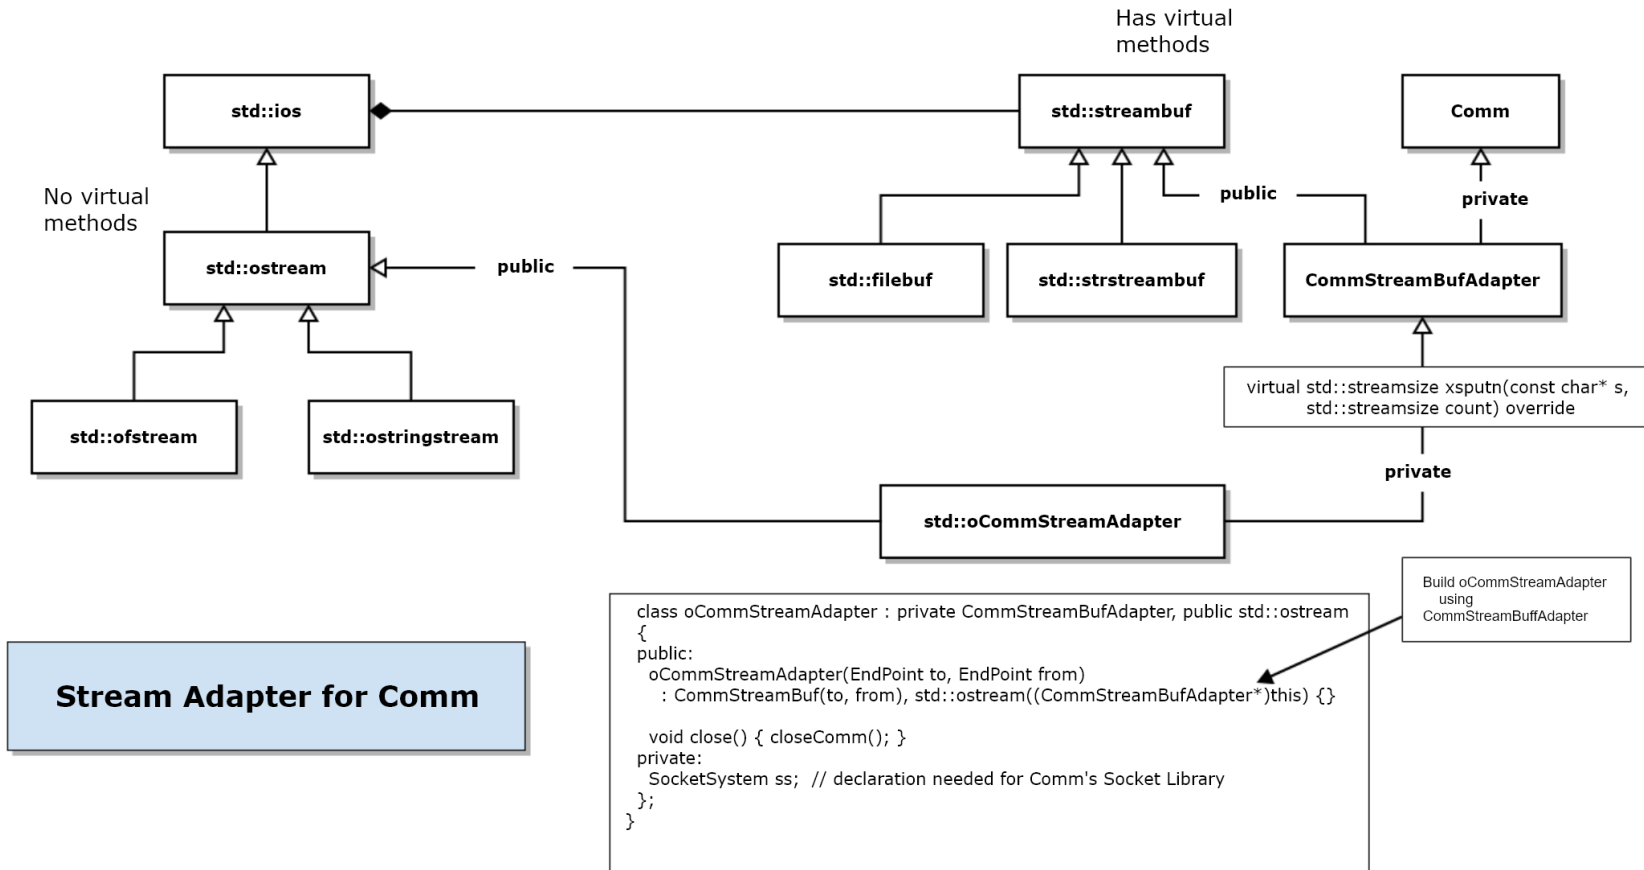 Has virtual
methods
std::ios
std::streambuf
Comm
No virtual
methods
public
private
std::ostream
public
std::filebuf
std::strstreambuf
CommStreamBufAdapter
virtual std::streamsize xsputn(const char* s,
std::streamsize count) override
std::ofstream
std::ostringstream
private
std::oCommStreamAdapter
Build oCommStreamAdapter
using
CommStreamBuffAdapter
class oCommStreamAdapter : private CommStreamBufAdapter, public std::ostream
{
public:
oCommStreamAdapter(EndPoint to, EndPoint from)
: CommStreamBuf(to, from), std::ostream((CommStreamBufAdapter*)this) {}
void close() { closeComm(); }
private:
SocketSystem ss;  // declaration needed for Comm's Socket Library
};
}
Stream Adapter for Comm